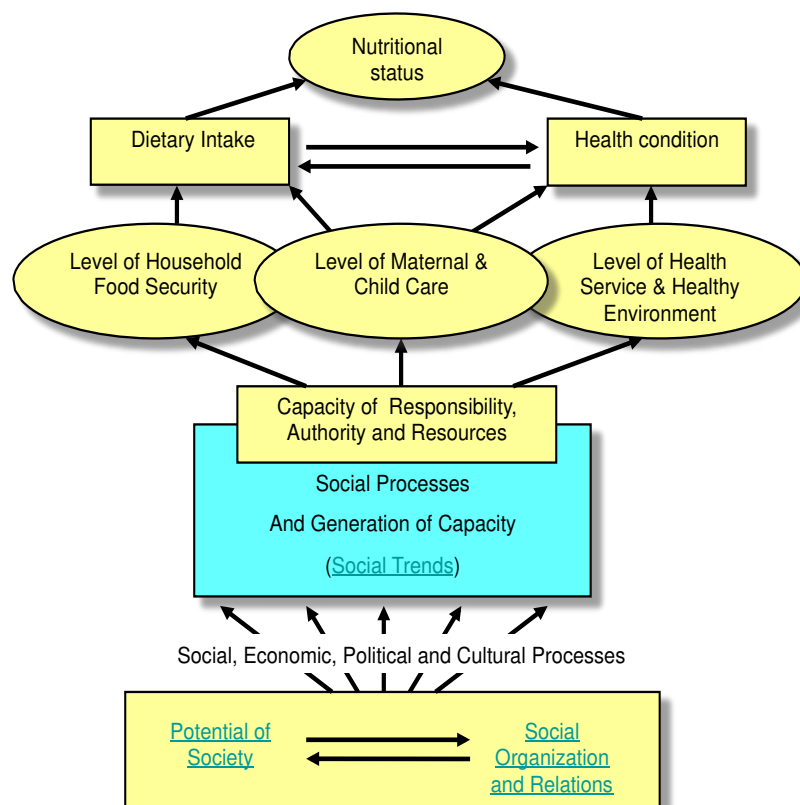 Nutritional
status
Dietary Intake
Health condition
Level of Household
Food Security
Level of Maternal &
Child Care
Level of Health
Service & Healthy
Environment
Capacity of Responsibility,
Authority and Resources
Social Processes
And Generation of Capacity
(Social Trends)
Social, Economic, Political and Cultural Processes
Potential of
Society
Social
Organization
and Relations